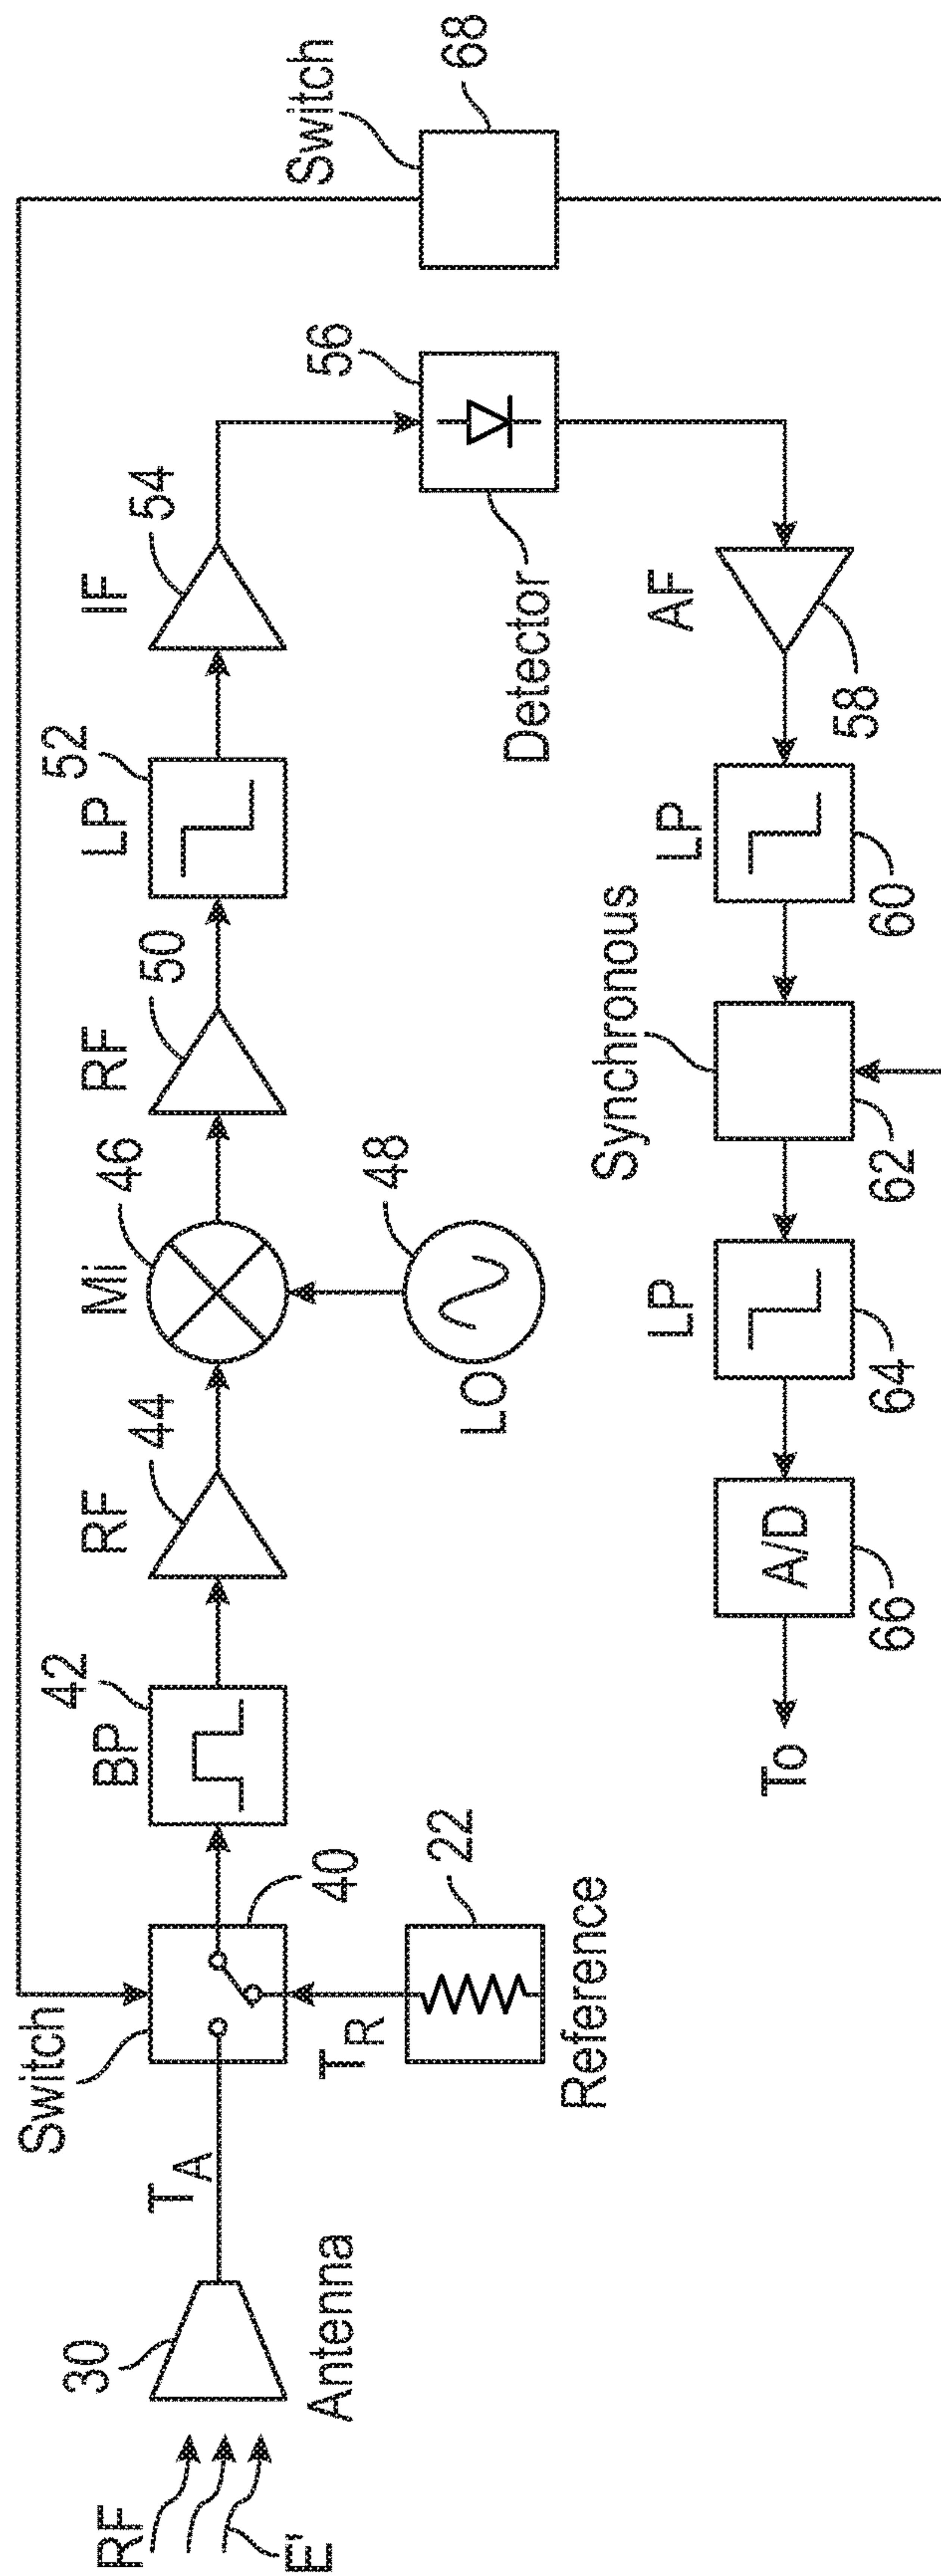 RF
E'
30
Antenna
TA
Switch
40
TR
22
Reference
BP
42
RF
44
Mi
46
LO
48
RF
50
LP
52
IF
54
56
Detector
Switch
68
AF
58
LP
60
Synchronous
62
LP
64
A/D
66
To